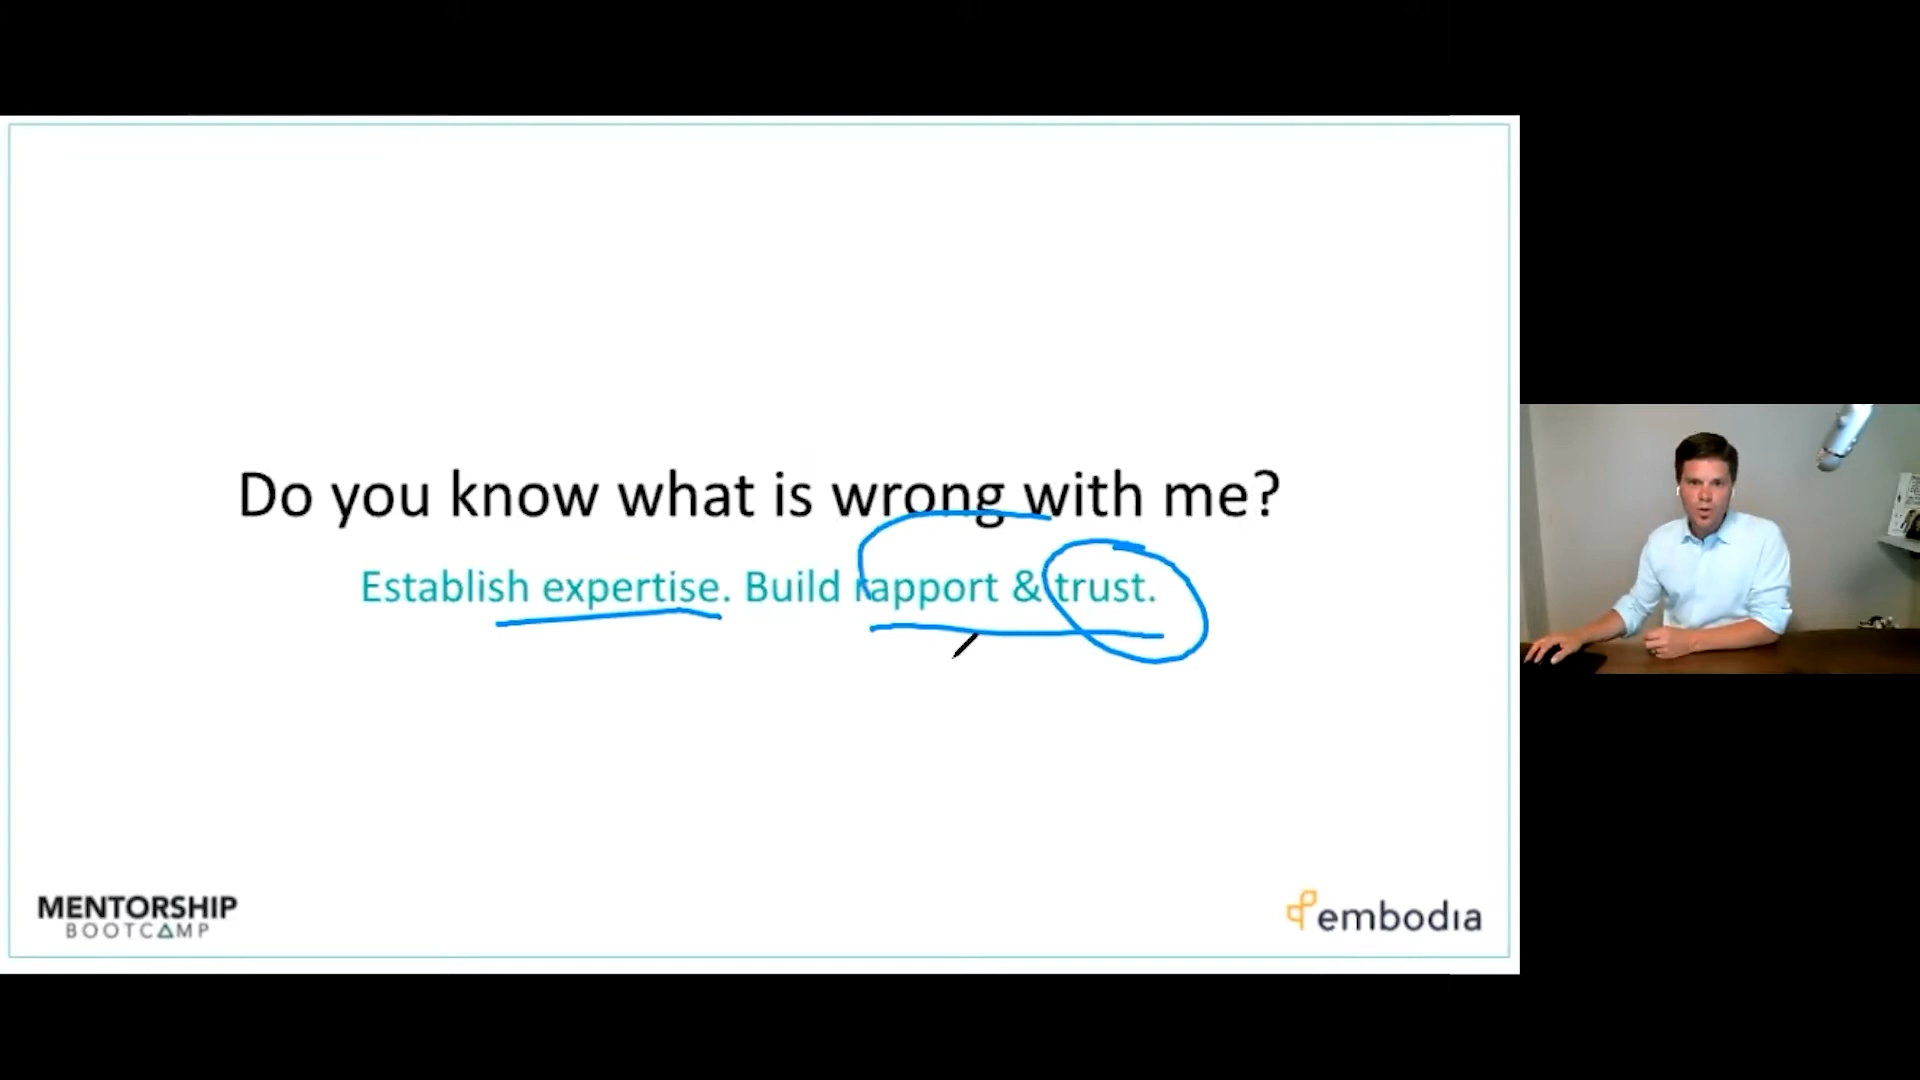 Do you know what is wrong with me?
Establish expertise. Build rapport & trust.
MENTORSHIP
BOOTCAMP
embodia